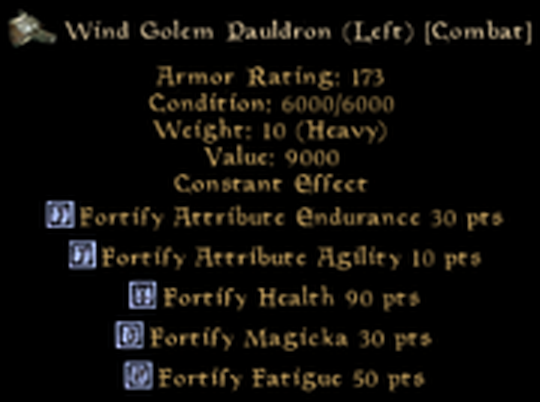 Wind Golem Pauldron (Left) [Combat]
Armor Rating: 173
Condition: 6000/6000
Weight: 10 (Heavy)
Value: 9000
Constant Effect
Fortify Attribute Endurance 30 pts
Fortify Attribute Agility 10 pts
Fortify Health 90 pts
Fortify Magicka 30 pts
Fortify Fatigue 50 pts